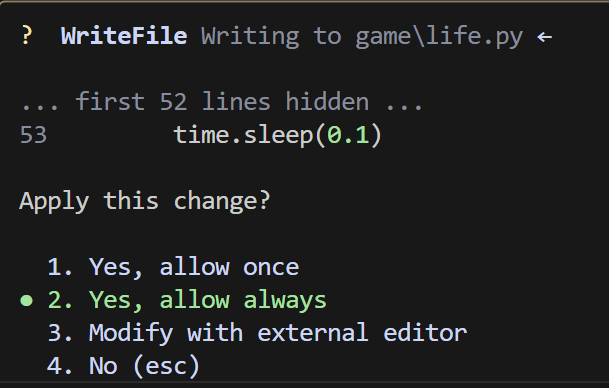 ?  WriteFile Writing to game\life.py ←
... first 52 lines hidden ...
53         time.sleep(0.1)
Apply this change?
1. Yes, allow once
● 2. Yes, allow always
3. Modify with external editor
4. No (esc)